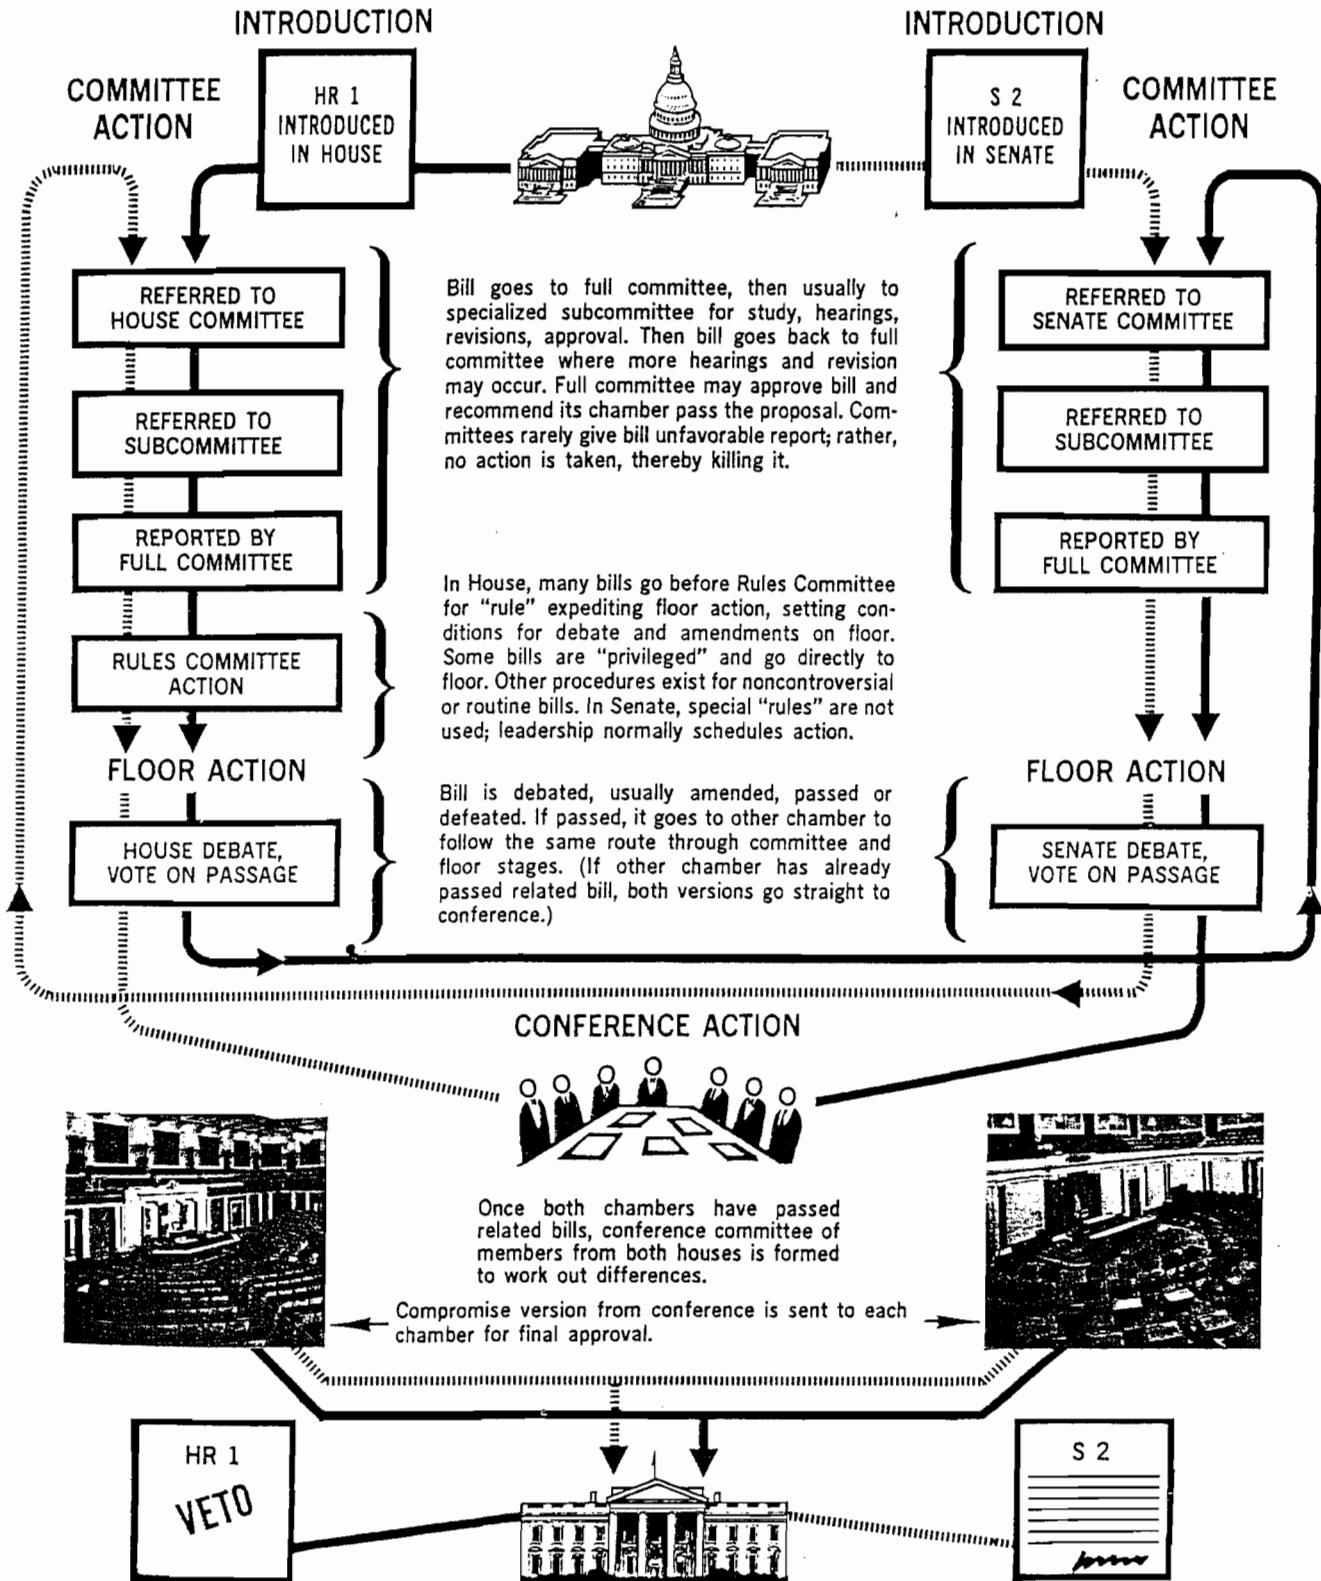 INTRODUCTION
INTRODUCTION
COMMITTEE
ACTION
HR 1
INTRODUCED
IN HOUSE
S 2
INTRODUCED
IN SENATE
COMMITTEE
ACTION
REFERRED TO
HOUSE COMMITTEE
REFERRED TO
SUBCOMMITTEE
REPORTED BY
FULL COMMITTEE
Bill goes to full committee, then usually to
specialized subcommittee for study, hearings,
revisions, approval. Then bill goes back to full
committee where more hearings and revision
may occur. Full committee may approve bill and
recommend its chamber pass the proposal. Com-
mittees rarely give bill unfavorable report; rather,
no action is taken, thereby killing it.
REFERRED TO
SENATE COMMITTEE
REFERRED TO
SUBCOMMITTEE
REPORTED BY
FULL COMMITTEE
RULES COMMITTEE
ACTION
In House, many bills go before Rules Committee
for "rule" expediting floor action, setting con-
ditions for debate and amendments on floor.
Some bills are "privileged" and go directly to
floor. Other procedures exist for noncontroversial
or routine bills. In Senate, special "rules" are not
used; leadership normally schedules action.
FLOOR ACTION
HOUSE DEBATE,
VOTE ON PASSAGE
Bill is debated, usually amended, passed or
defeated. If passed, it goes to other chamber to
follow the same route through committee and
floor stages. (If other chamber has already
passed related bill, both versions go straight to
conference.)
FLOOR ACTION
SENATE DEBATE,
VOTE ON PASSAGE
CONFERENCE ACTION
Once both chambers have passed
related bills, conference committee of
members from both houses is formed
to work out differences.
Compromise version from conference is sent to each
chamber for final approval.
HR 1
VETO
S 2